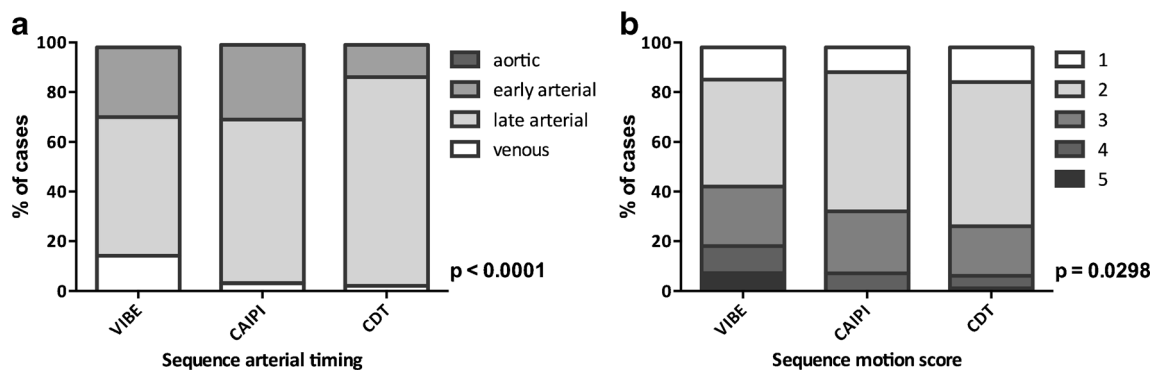 a
% of cases
100
80
60
40
20
0
VIBE
CAIPI
CDT
Sequence arterial timing
aortic
early arterial
late arterial
venous
p < 0.0001
b
% of cases
100
80
60
40
20
0
VIBE
CAIPI
CDT
Sequence motion score
1
2
3
4
5
p = 0.0298